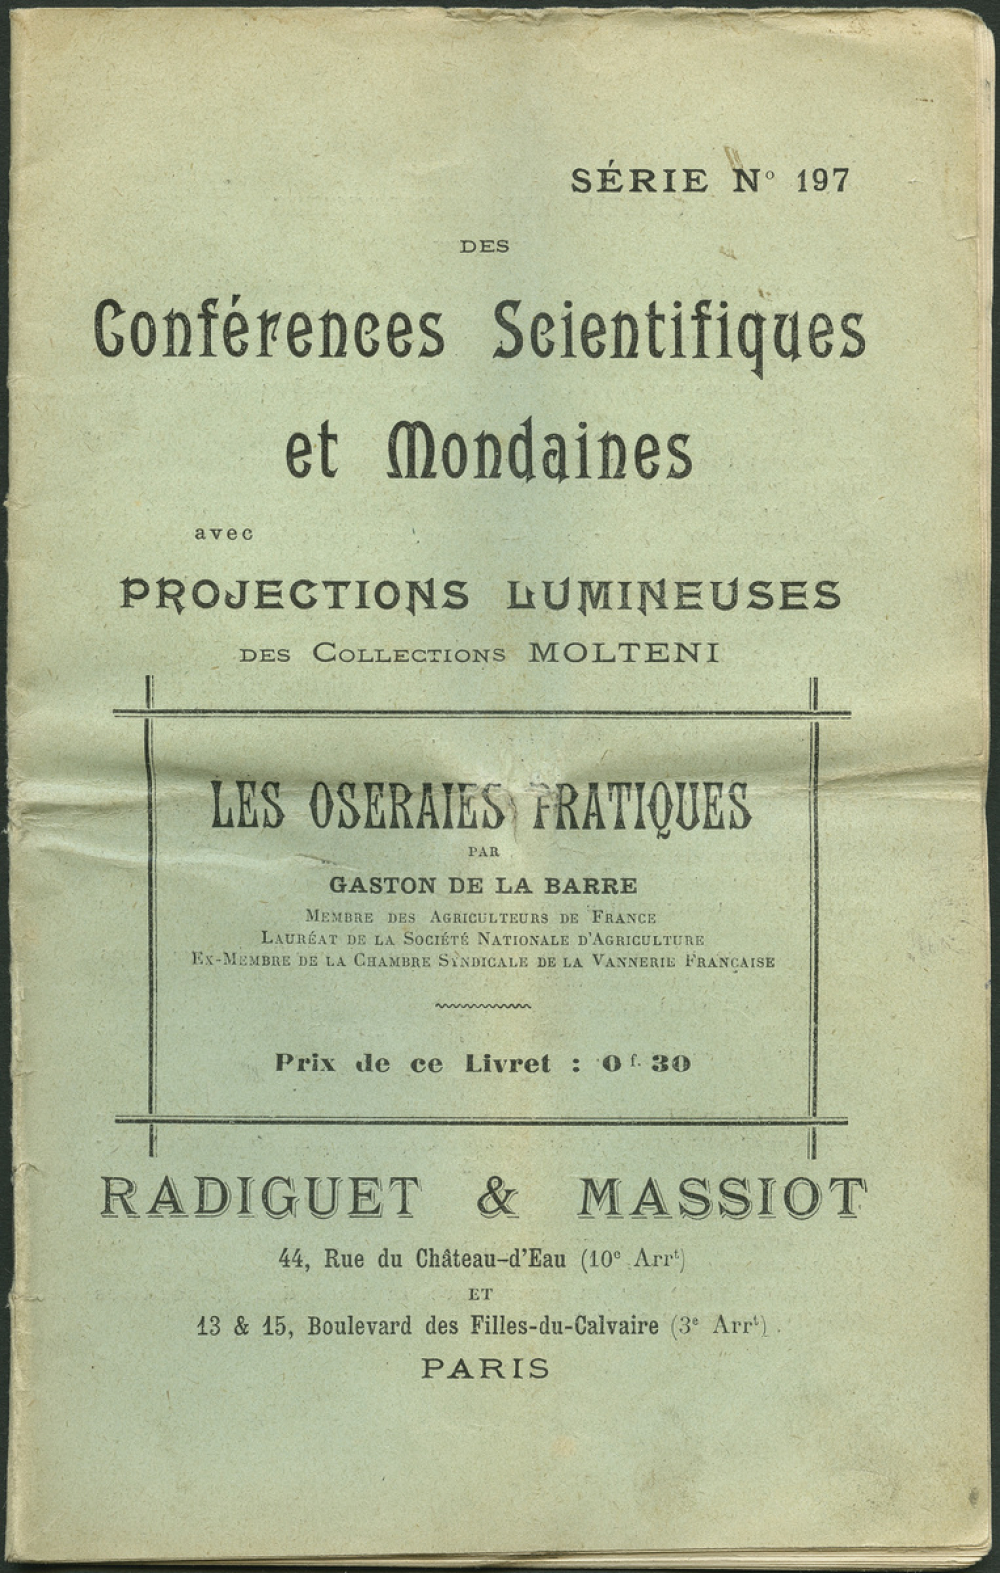 SÉRIE Nº 197
DES
Conférences Scientifiques
et Mondaines
avec
PROJECTIONS LUMINEUSES
DES COLLECTIONS MOLTENI
LES OSERAIES PRATIQUES
PAR
GASTON DE LA BARRE
MEMBRE DES AGRICULTEURS DE FRANCE
LAURÉAT DE LA SOCIÉTÉ NATIONALE D'AGRICULTURE
EX-MEMBRE DE LA CHAMBRE SYNDICALE DE LA VANNERIE FRANÇAISE
Prix de ce Livret : 0 f. 30
RADIGUET & MASSIOT
44, Rue du Château-d'Eau (10e Arrt)
ET
13 & 15, Boulevard des Filles-du-Calvaire (3e Arrt).
PARIS